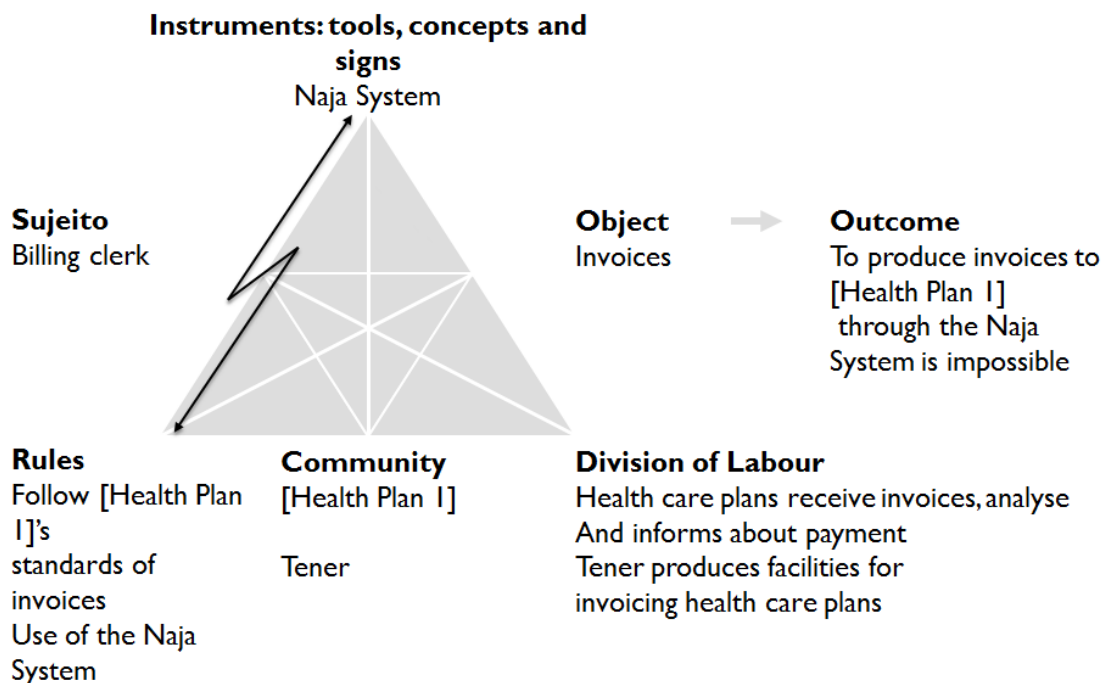 Instruments: tools, concepts and
signs
Naja System
Sujeito
Billing clerk
Object
Invoices
Outcome
To produce invoices to
[Health Plan 1]
through the Naja
System is impossible
Rules
Follow [Health Plan
1]'s
standards of
invoices
Use of the Naja
System
Community
[Health Plan 1]
Tener
Division of Labour
Health care plans receive invoices, analyse
And informs about payment
Tener produces facilities for
invoicing health care plans